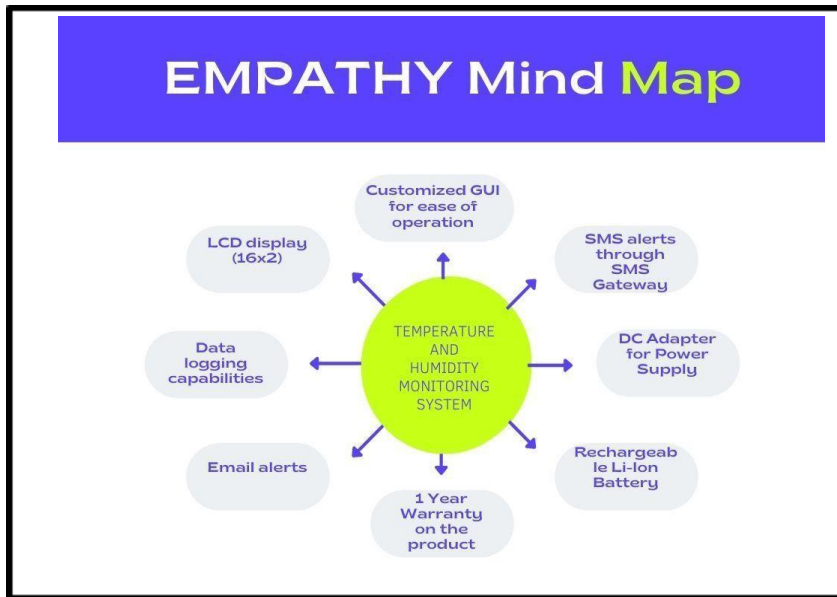 EMPATHY Mind Map
Customized GUI
for ease of
operation
LCD display
(16x2)
SMS alerts
through
SMS
Gateway
TEMPERATURE
AND
HUMIDITY
MONITORING
SYSTEM
Data
logging
capabilities
DC Adapter
for Power
Supply
Email alerts
Rechargeab
le Li-Ion
Battery
1 Year
Warranty
on the
product